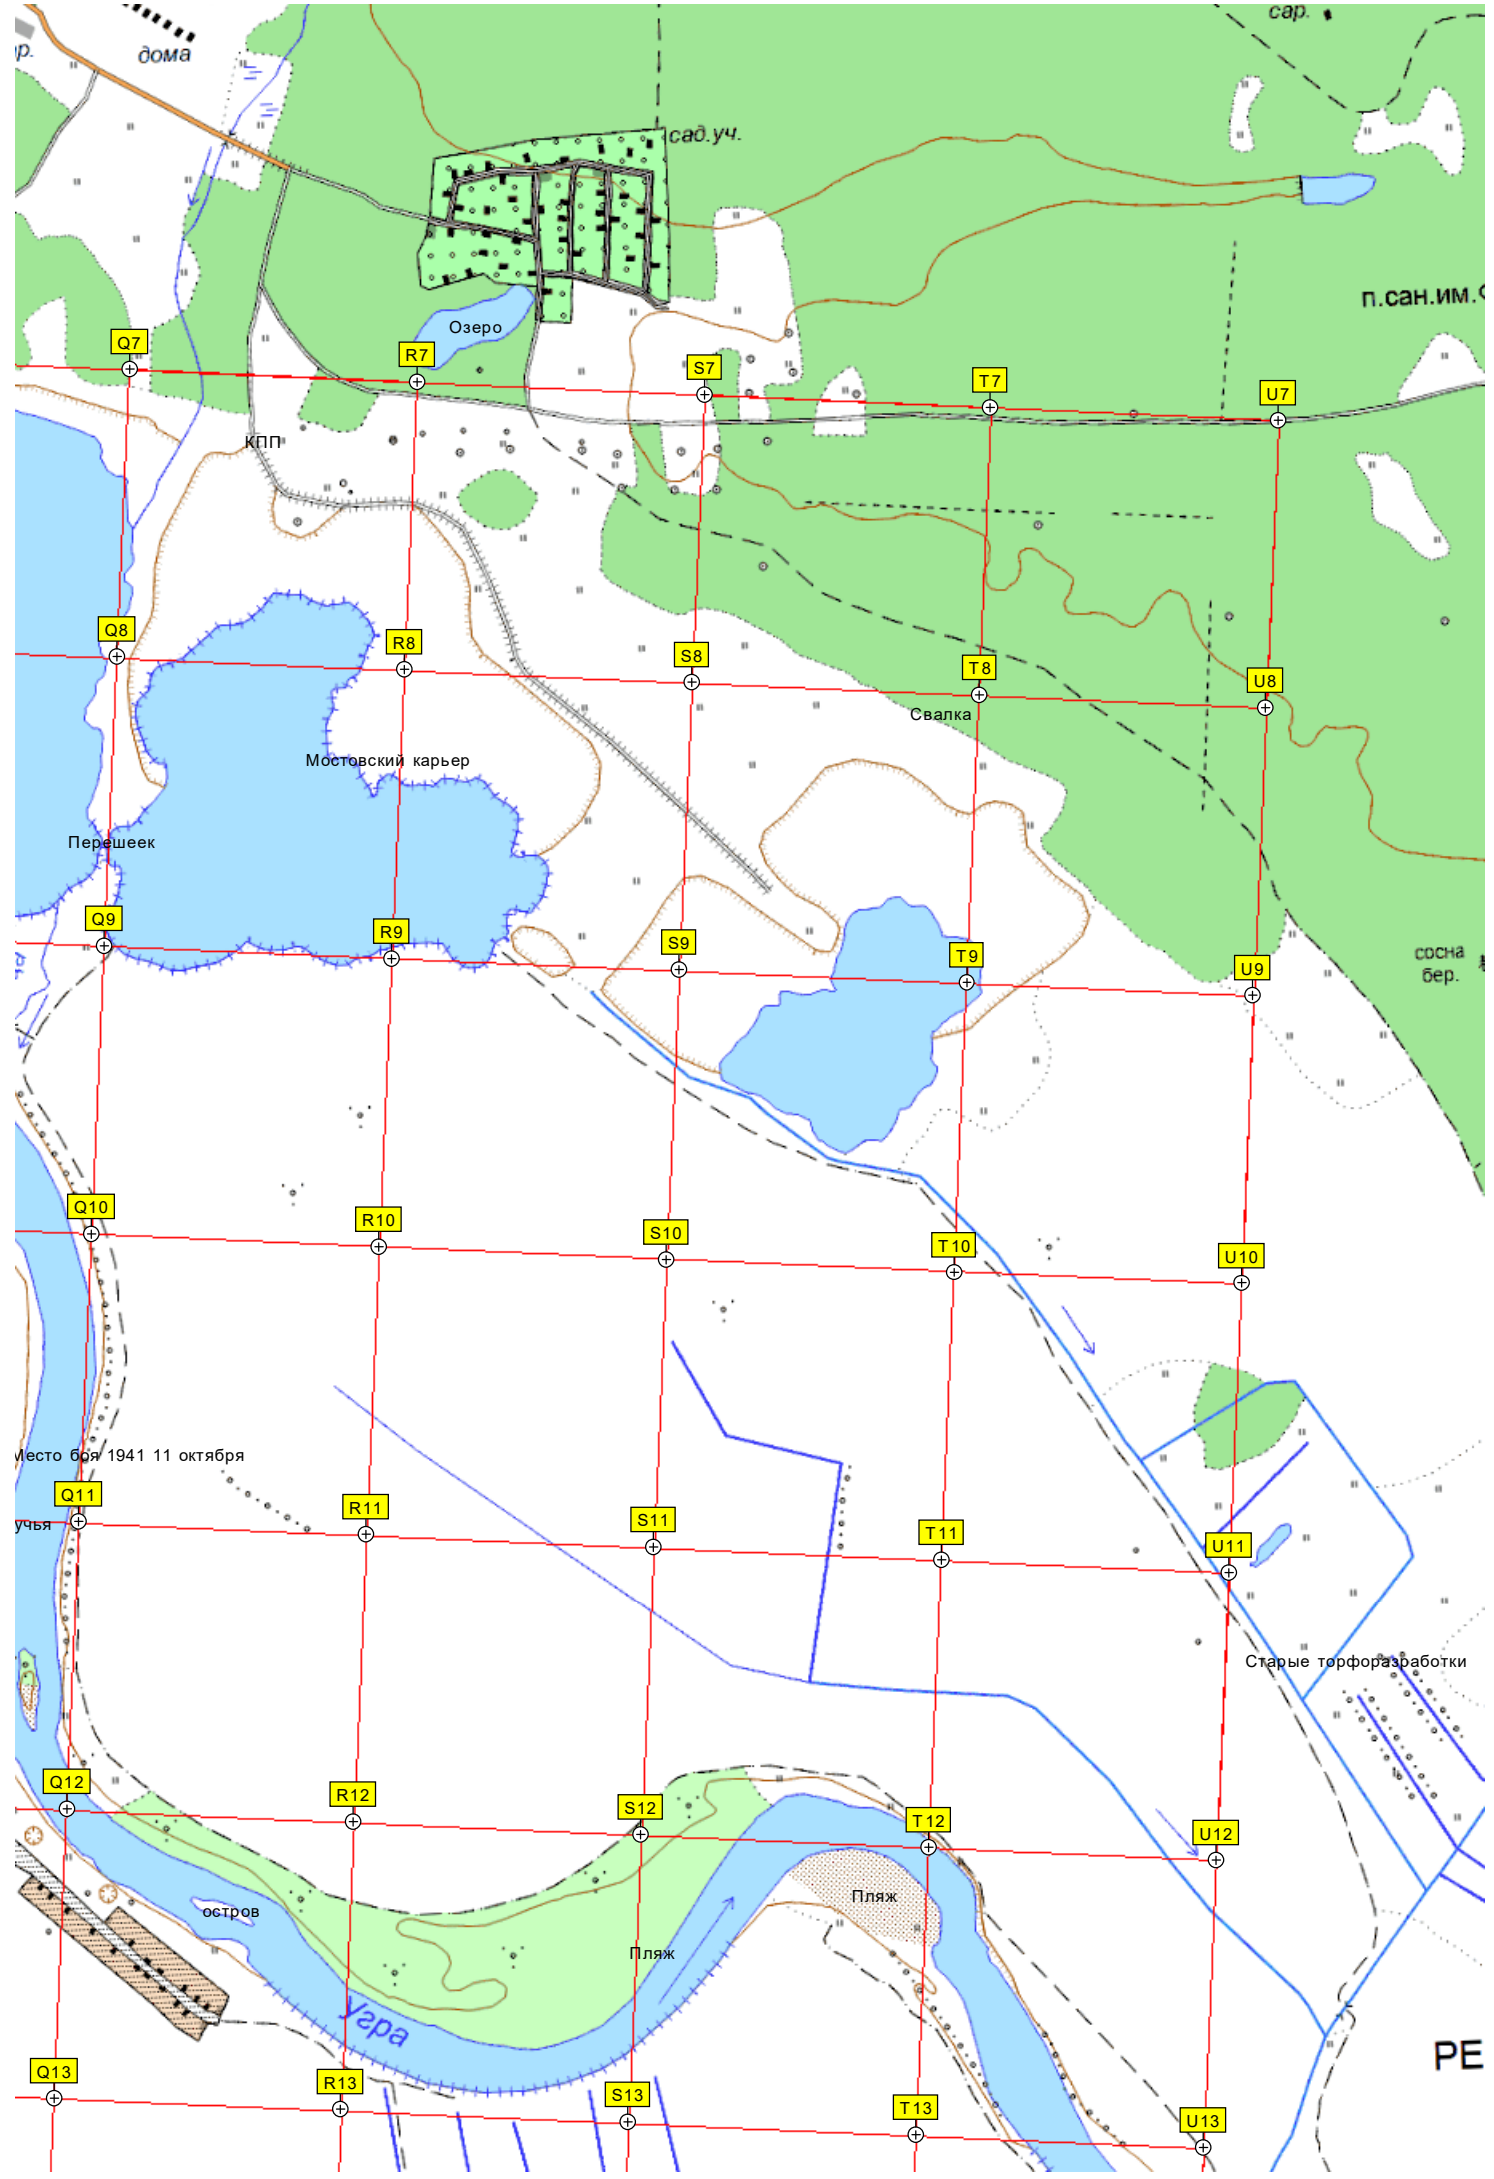 сар.
дома
сад.уч.
п.сан.им.
Озеро
Q7
R7
S7
T7
U7
КПП
Q8
R8
S8
T8
U8
Свалка
Мостовский карьер
Перешеек
Q9
R9
S9
T9
U9
сосна
бер.
Q10
R10
S10
T10
U10
Место боя 1941 11 октября
Q11
R11
S11
T11
U11
учья
Старые торфоразработки
Q12
R12
S12
T12
U12
остров
Пляж
Пляж
Угра
РЕ
Q13
R13
S13
T13
U13